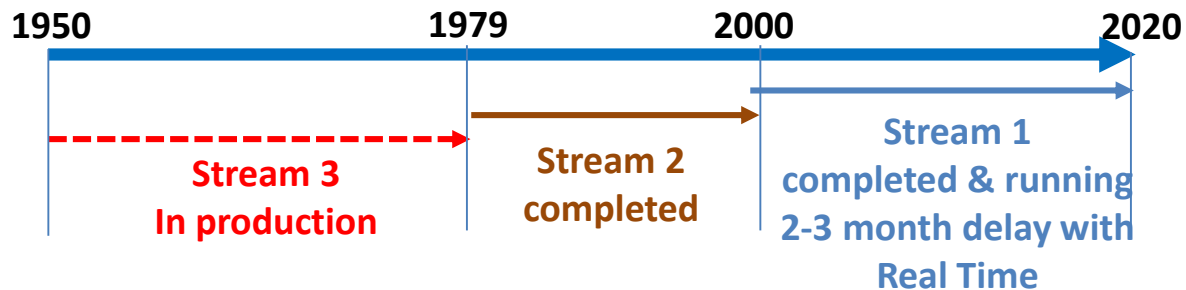 1950 1979 2000 2020
Stream 3
In production
Stream 2
completed
Stream 1
completed & running
2-3 month delay with
Real Time